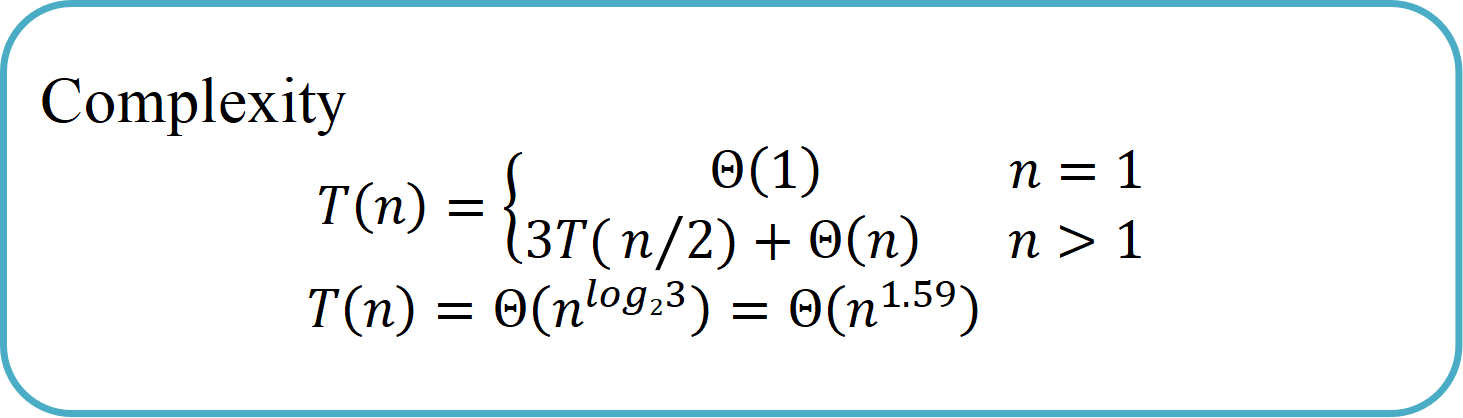 Complexity
T(n) = { Θ(1) n = 1
3T( n/2) + Θ(n) n > 1
T(n) = Θ(n^{log₂3}) = Θ(n^{1.59})